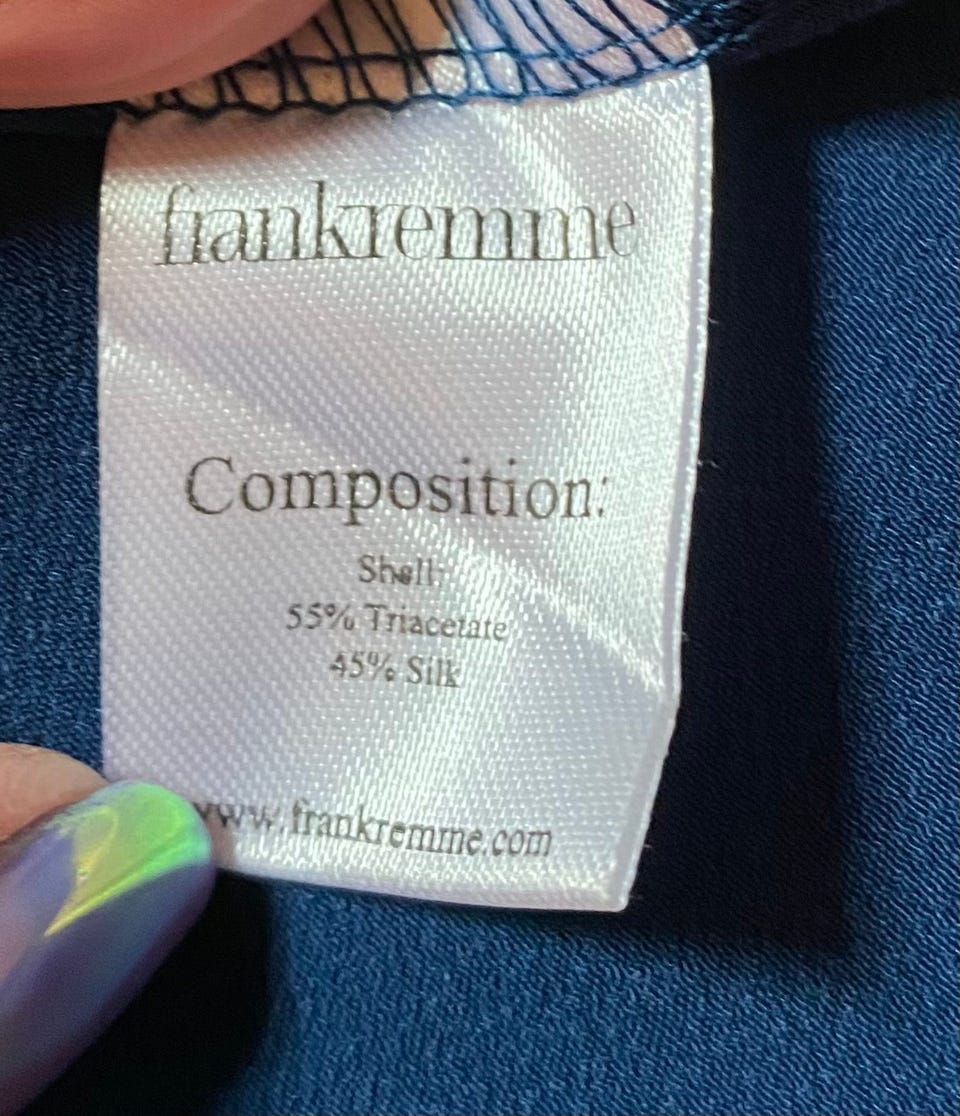 frankremme
Composition:
Shell:
55% Triacetate
45% Silk
www.frankremme.com